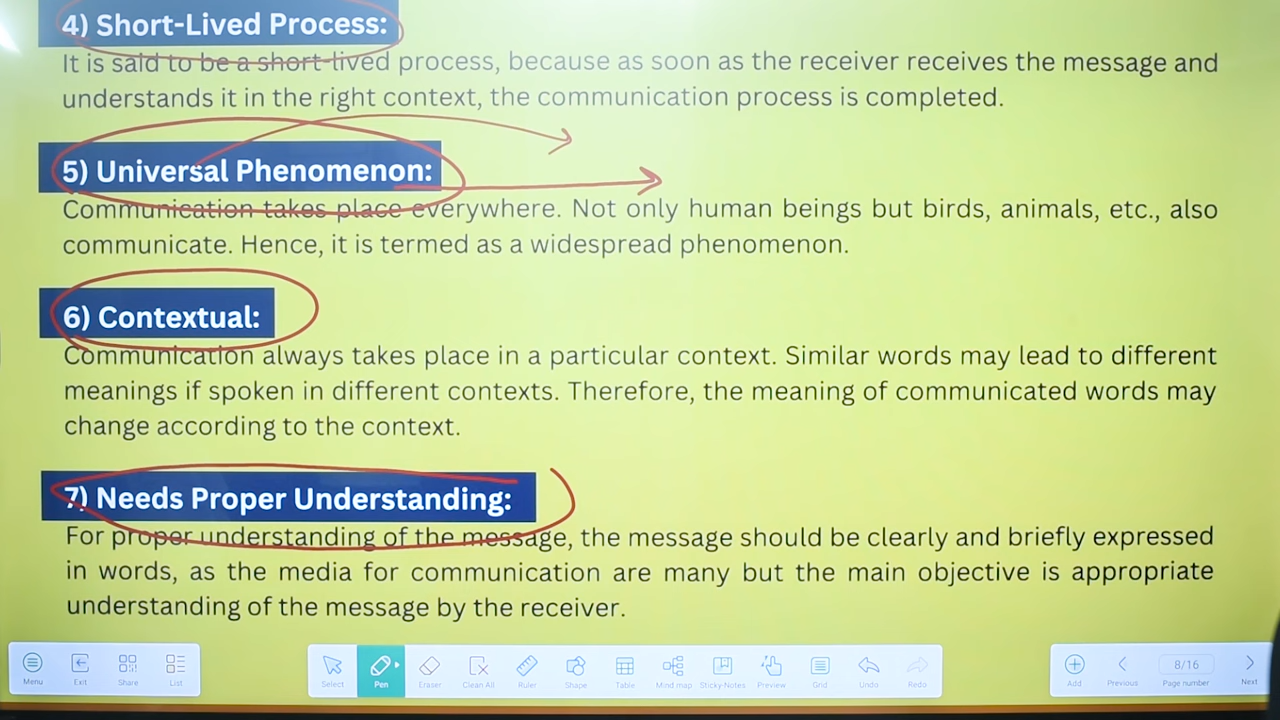 4) Short-Lived Process:
It is said to be a short-lived process, because as soon as the receiver receives the message and
understands it in the right context, the communication process is completed.
5) Universal Phenomenon:
Communication takes place everywhere. Not only human beings but birds, animals, etc., also
communicate. Hence, it is termed as a widespread phenomenon.
6) Contextual:
Communication always takes place in a particular context. Similar words may lead to different
meanings if spoken in different contexts. Therefore, the meaning of communicated words may
change according to the context.
7) Needs Proper Understanding:
For proper understanding of the message, the message should be clearly and briefly expressed
in words, as the media for communication are many but the main objective is appropriate
understanding of the message by the receiver.
Menu Exit Share List Select Pen Eraser Clean All Ruler Shape Table Mind map Sticky-Notes Preview Grid Undo Redo Add Previous 8/16 Page number Next